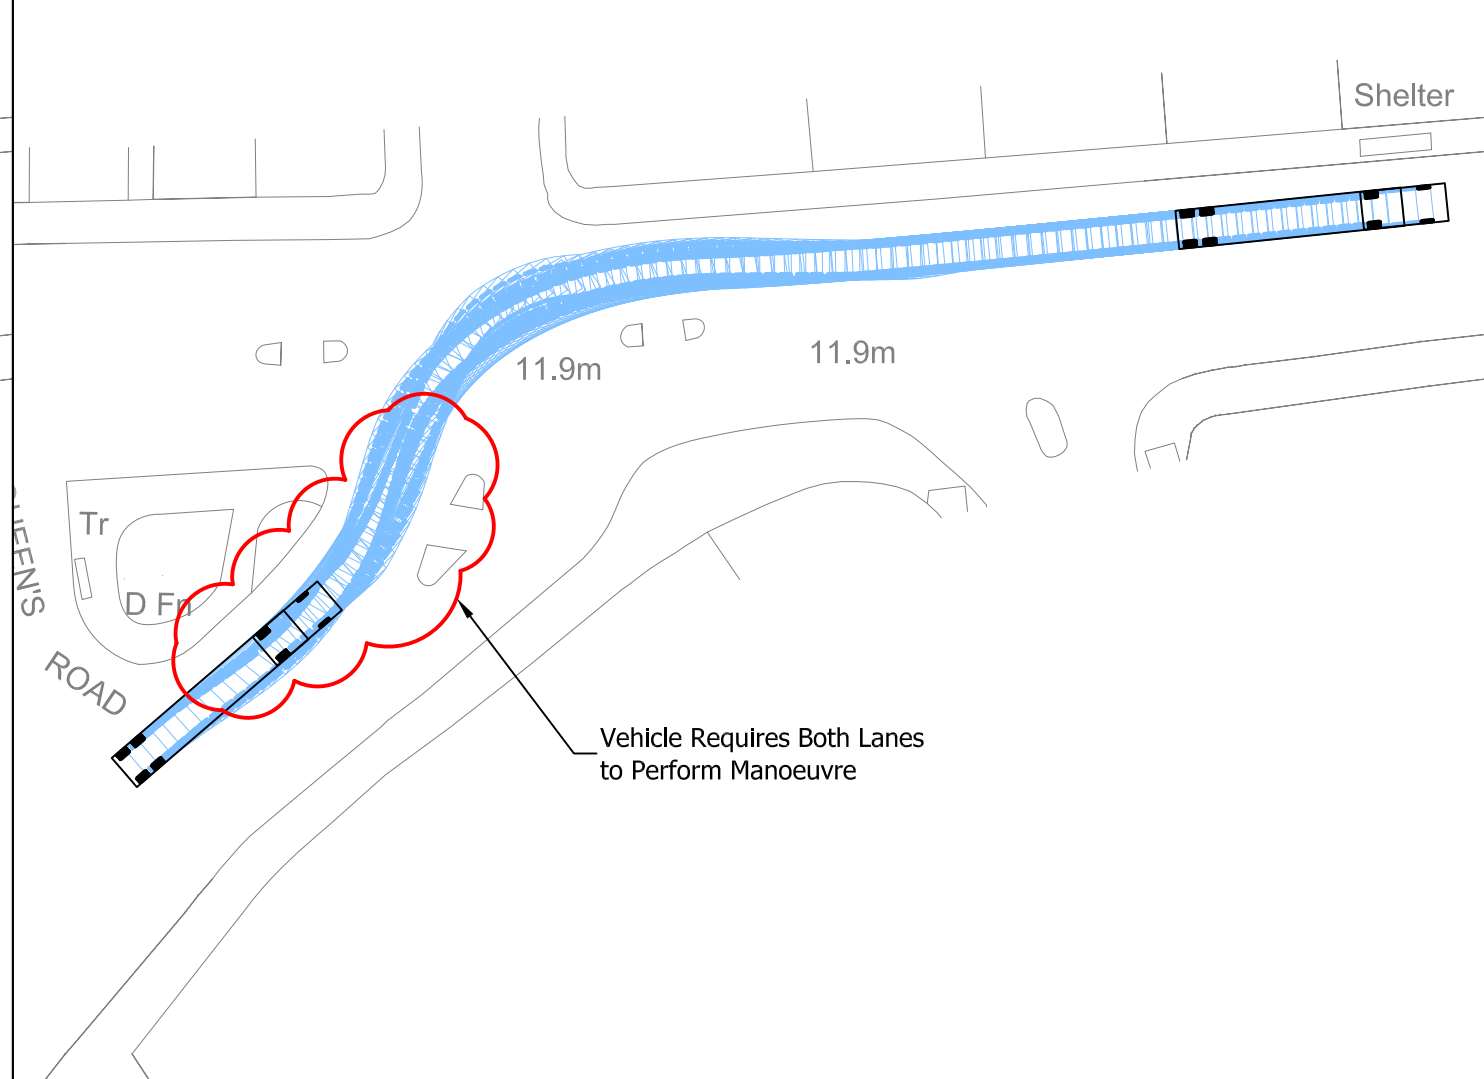 Shelter
11.9m
11.9m
Tr
D Fn
ROAD
Vehicle Requires Both Lanes
to Perform Manoeuvre